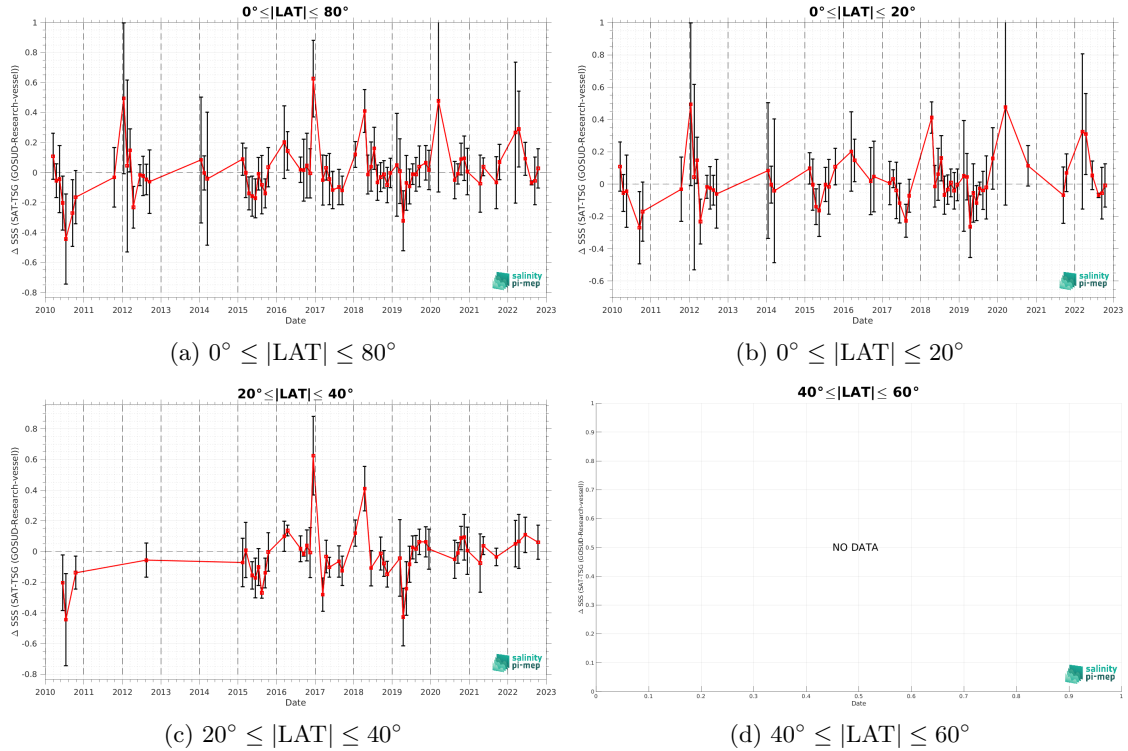 0°≤|LAT|≤ 80°
Δ SSS (SAT-TSG (GOSUD-Research-vessel))
1
0.8
0.6
0.4
0.2
0
-0.2
-0.4
-0.6
-0.8
2010 2011 2012 2013 2014 2015 2016 2017 2018 2019 2020 2021 2022 2023
Date
salinity
pi-mep
(a) 0° ≤ |LAT| ≤ 80°
0°≤|LAT|≤ 20°
Δ SSS (SAT-TSG (GOSUD-Research-vessel))
1
0.8
0.6
0.4
0.2
0
-0.2
-0.4
-0.6
2010 2011 2012 2013 2014 2015 2016 2017 2018 2019 2020 2021 2022 2023
Date
salinity
pi-mep
(b) 0° ≤ |LAT| ≤ 20°
20°≤|LAT|≤ 40°
Δ SSS (SAT-TSG (GOSUD-Research-vessel))
0.8
0.6
0.4
0.2
0
-0.2
-0.4
-0.6
-0.8
2010 2011 2012 2013 2014 2015 2016 2017 2018 2019 2020 2021 2022 2023
Date
salinity
pi-mep
(c) 20° ≤ |LAT| ≤ 40°
40°≤|LAT|≤ 60°
Δ SSS (SAT-TSG (GOSUD-Research-vessel))
1
0.9
0.8
0.7
0.6
0.5
0.4
0.3
0.2
0.1
0
NO DATA
0 0.1 0.2 0.3 0.4 0.5 0.6 0.7 0.8 0.9 1
Date
salinity
pi-mep
(d) 40° ≤ |LAT| ≤ 60°